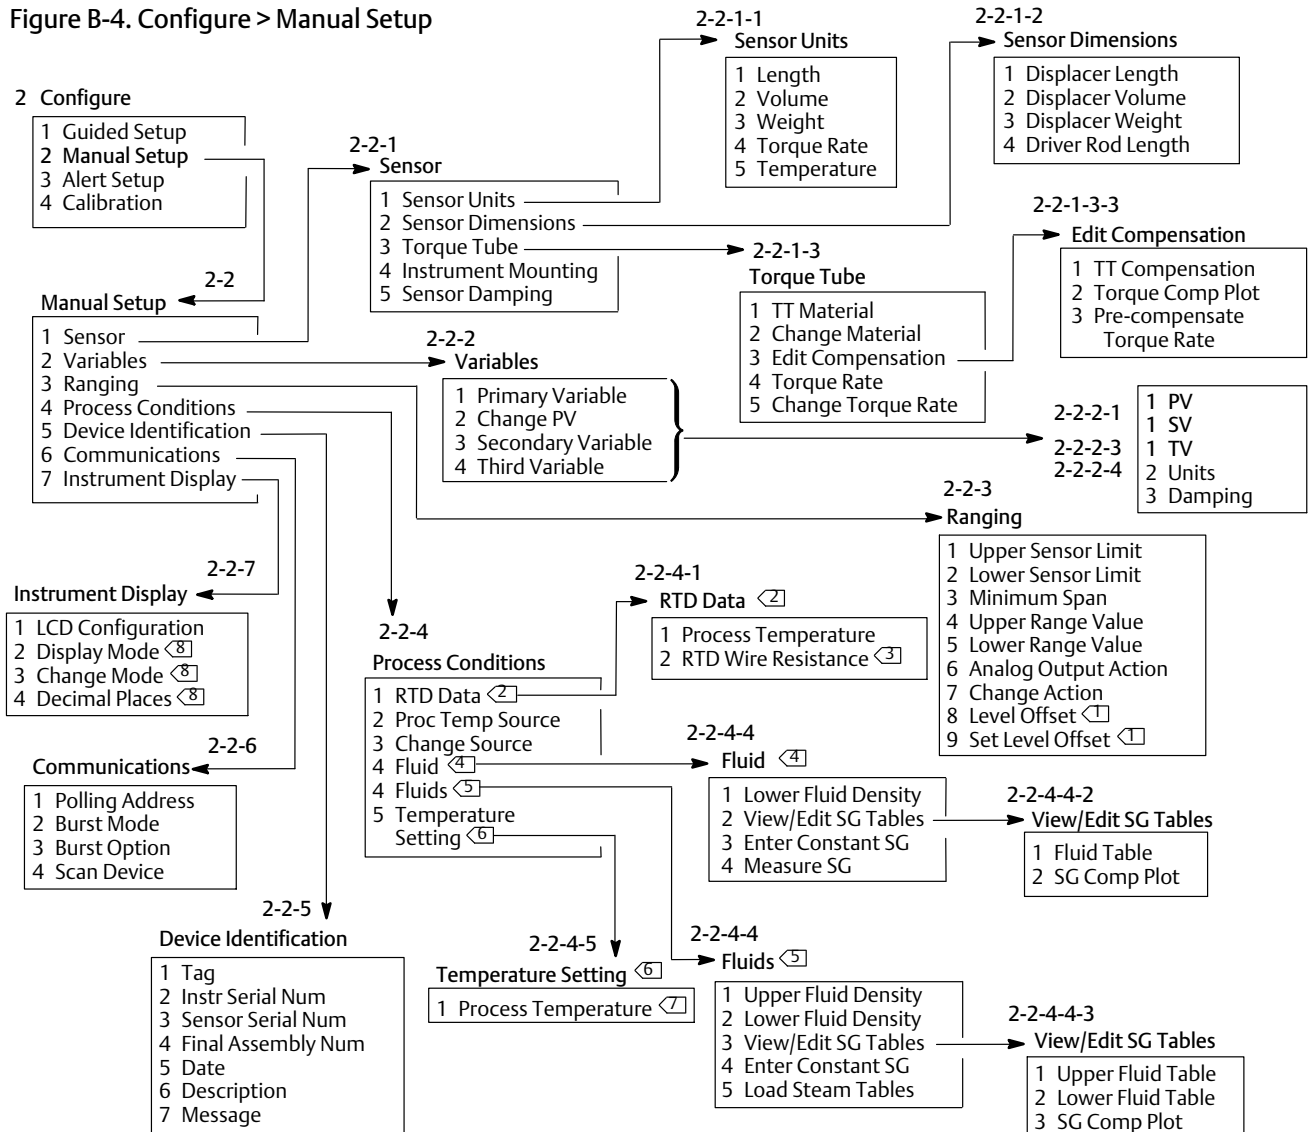 Figure B-4. Configure > Manual Setup
2 Configure
1 Guided Setup
2 Manual Setup
3 Alert Setup
4 Calibration
2-2
Manual Setup
1 Sensor
2 Variables
3 Ranging
4 Process Conditions
5 Device Identification
6 Communications
7 Instrument Display
2-2-1
Sensor
1 Sensor Units
2 Sensor Dimensions
3 Torque Tube
4 Instrument Mounting
5 Sensor Damping
2-2-1-1
Sensor Units
1 Length
2 Volume
3 Weight
4 Torque Rate
5 Temperature
2-2-1-2
Sensor Dimensions
1 Displacer Length
2 Displacer Volume
3 Displacer Weight
4 Driver Rod Length
2-2-1-3
Torque Tube
1 TT Material
2 Change Material
3 Edit Compensation
4 Torque Rate
5 Change Torque Rate
2-2-1-3-3
Edit Compensation
1 TT Compensation
2 Torque Comp Plot
3 Pre-compensate
Torque Rate
2-2-2
Variables
1 Primary Variable
2 Change PV
3 Secondary Variable
4 Third Variable
2-2-2-1
2-2-2-3
2-2-2-4
1 PV
1 SV
1 TV
2 Units
3 Damping
2-2-3
Ranging
1 Upper Sensor Limit
2 Lower Sensor Limit
3 Minimum Span
4 Upper Range Value
5 Lower Range Value
6 Analog Output Action
7 Change Action
8 Level Offset 1
9 Set Level Offset 1
2-2-7
Instrument Display
1 LCD Configuration
2 Display Mode 8
3 Change Mode 8
4 Decimal Places 8
2-2-6
Communications
1 Polling Address
2 Burst Mode
3 Burst Option
4 Scan Device
2-2-5
Device Identification
1 Tag
2 Instr Serial Num
3 Sensor Serial Num
4 Final Assembly Num
5 Date
6 Description
7 Message
2-2-4
Process Conditions
1 RTD Data 2
2 Proc Temp Source
3 Change Source
4 Fluid 4
4 Fluids 5
5 Temperature
Setting 6
2-2-4-1
RTD Data 2
1 Process Temperature
2 RTD Wire Resistance 3
2-2-4-4
Fluid 4
1 Lower Fluid Density
2 View/Edit SG Tables
3 Enter Constant SG
4 Measure SG
2-2-4-4-2
View/Edit SG Tables
1 Fluid Table
2 SG Comp Plot
2-2-4-5
Temperature Setting 6
1 Process Temperature 7
2-2-4-4
Fluids 5
1 Upper Fluid Density
2 Lower Fluid Density
3 View/Edit SG Tables
4 Enter Constant SG
5 Load Steam Tables
2-2-4-4-3
View/Edit SG Tables
1 Upper Fluid Table
2 Lower Fluid Table
3 SG Comp Plot